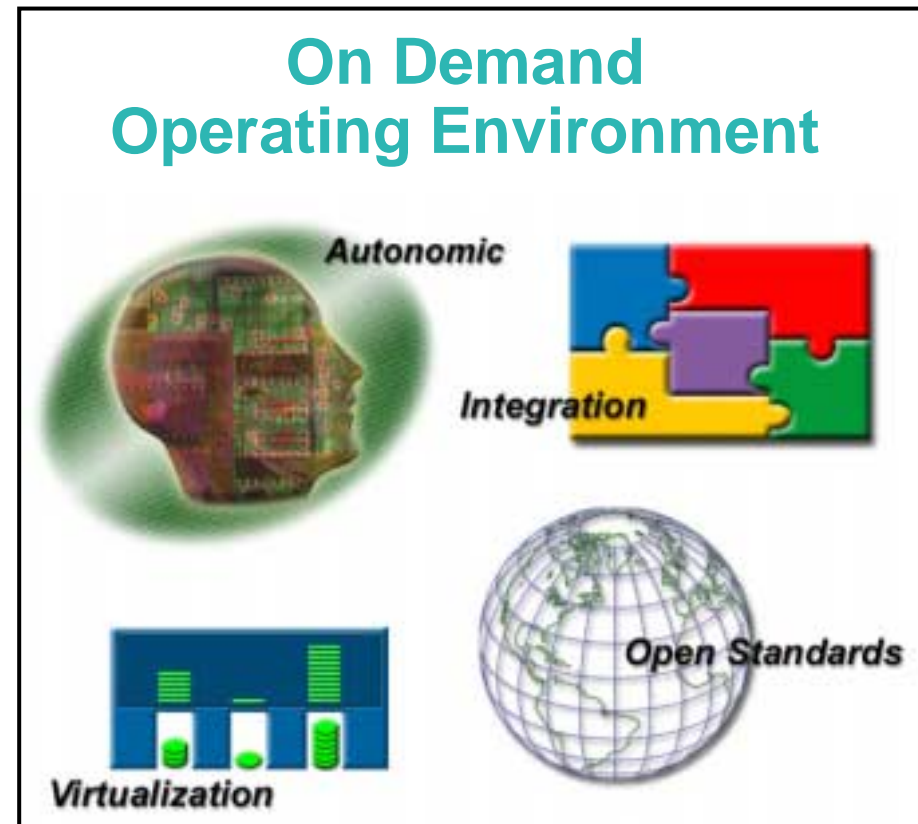 On Demand
Operating Environment
Autonomic
Integration
Open Standards
Virtualization